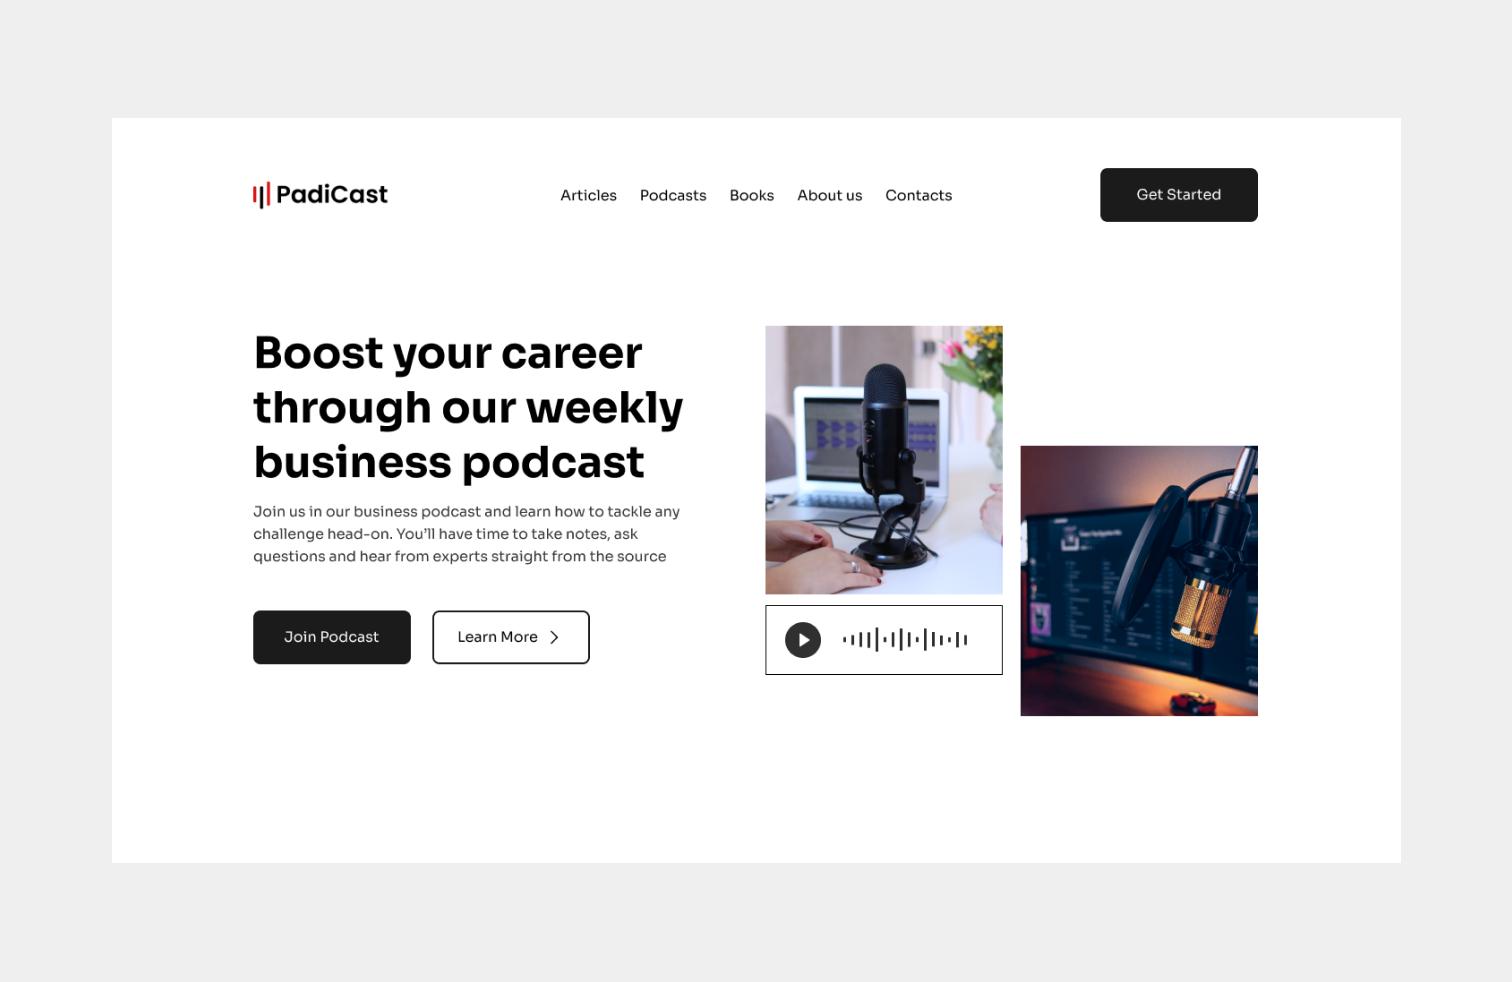 PadiCast
Articles Podcasts Books About us Contacts
Get Started
Boost your career
through our weekly
business podcast
Join us in our business podcast and learn how to tackle any
challenge head-on. You’ll have time to take notes, ask
questions and hear from experts straight from the source
Join Podcast
Learn More